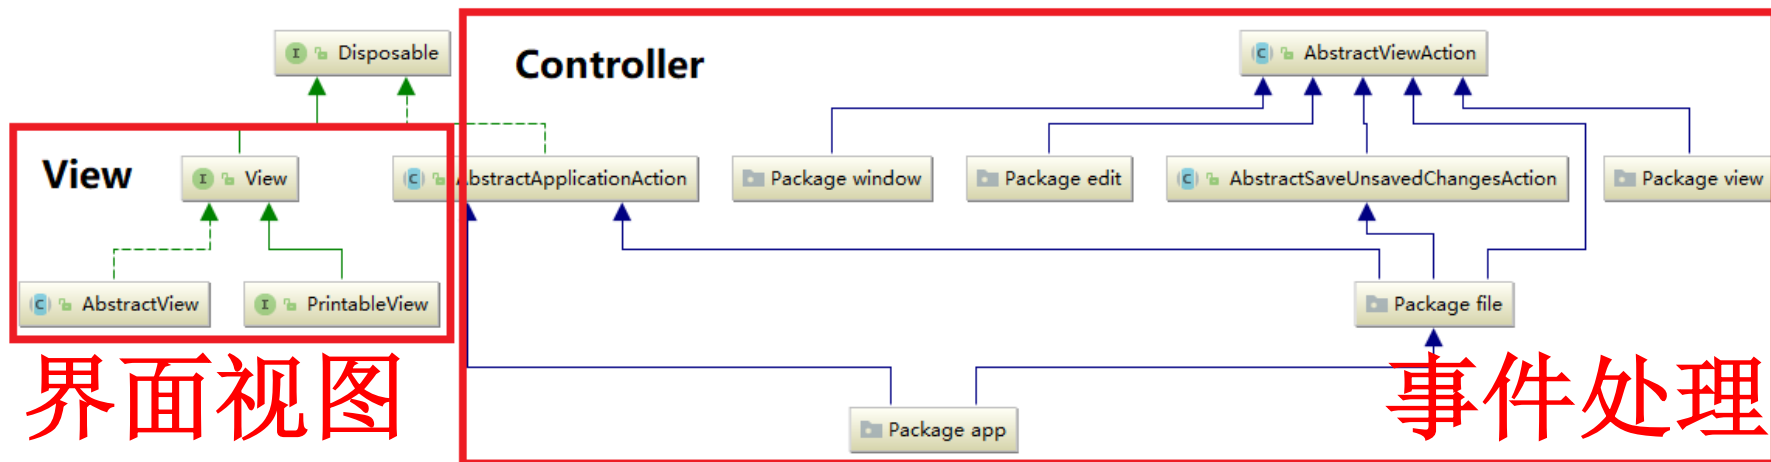 Disposable
Controller
AbstractViewAction
View
View
AbstractApplicationAction
Package window
Package edit
AbstractSaveUnsavedChangesAction
Package view
AbstractView
PrintableView
Package file
界面视图
事件处理
Package app